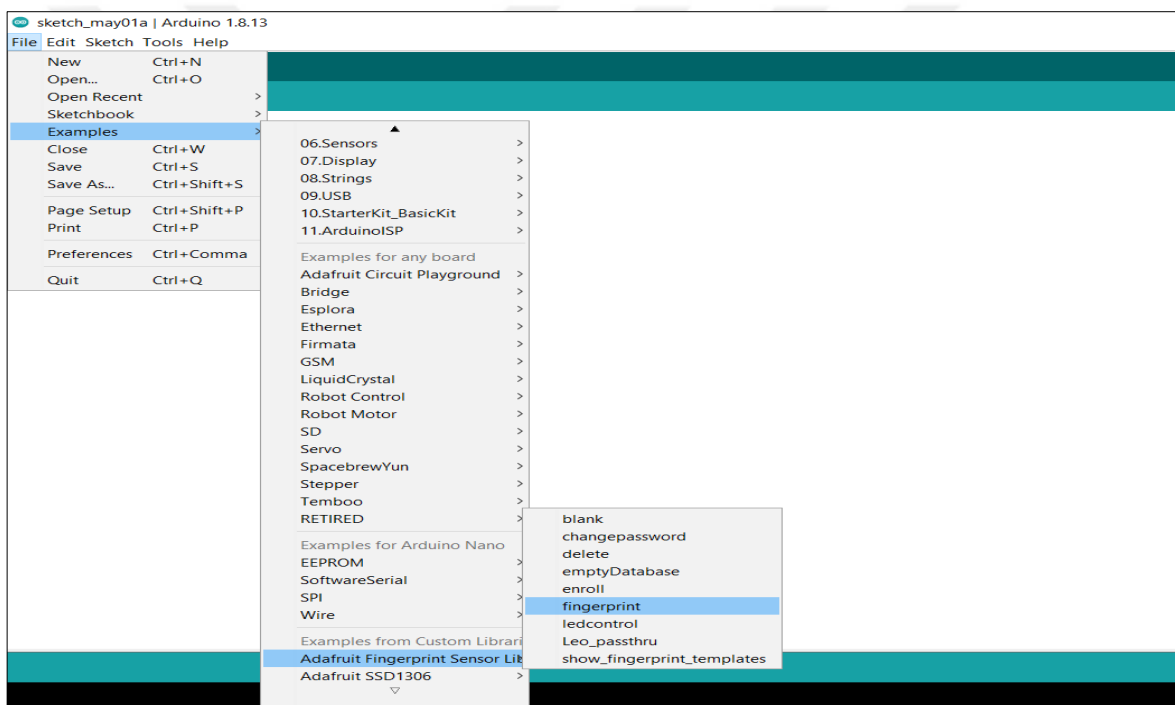 sketch_may01a | Arduino 1.8.13
File Edit Sketch Tools Help
New Ctrl+N
Open... Ctrl+O
Open Recent >
Sketchbook >
Examples >
Close Ctrl+W
Save Ctrl+S
Save As... Ctrl+Shift+S
Page Setup Ctrl+Shift+P
Print Ctrl+P
Preferences Ctrl+Comma
Quit Ctrl+Q
06.Sensors >
07.Display >
08.Strings >
09.USB >
10.StarterKit_BasicKit >
11.ArduinoISP >
Examples for any board
Adafruit Circuit Playground >
Bridge >
Esplora >
Ethernet >
Firmata >
GSM >
LiquidCrystal >
Robot Control >
Robot Motor >
SD >
Servo >
SpacebrewYun >
Stepper >
Temboo >
RETIRED >
Examples for Arduino Nano
EEPROM >
SoftwareSerial >
SPI >
Wire >
Examples from Custom Librari
Adafruit Fingerprint Sensor Lib
Adafruit SSD1306 >
blank
changepassword
delete
emptyDatabase
enroll
fingerprint
ledcontrol
Leo_passthru
show_fingerprint_templates